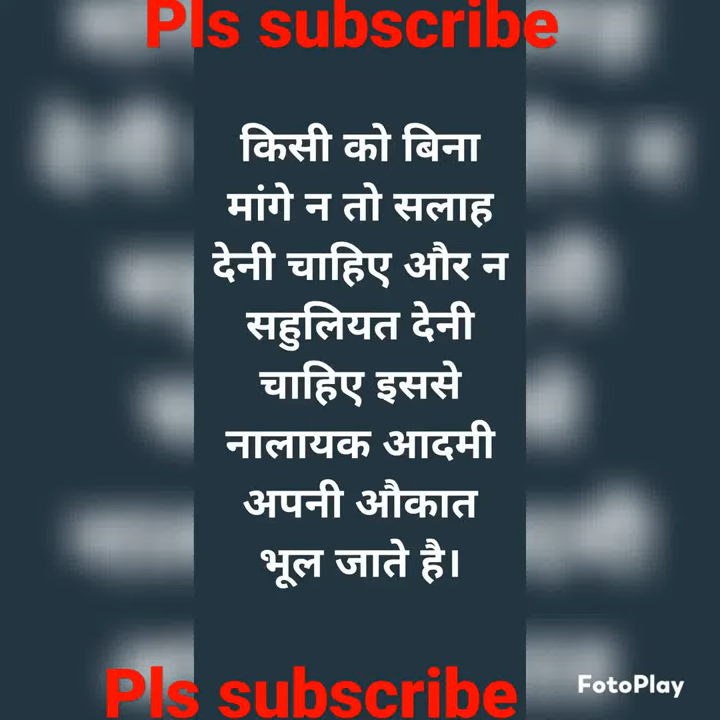 Pls subscribe
किसी को बिना
मांगे न तो सलाह
देनी चाहिए और न
सहुलियत देनी
चाहिए इससे
नालायक आदमी
अपनी औकात
भूल जाते है।
Pls subscribe
FotoPlay